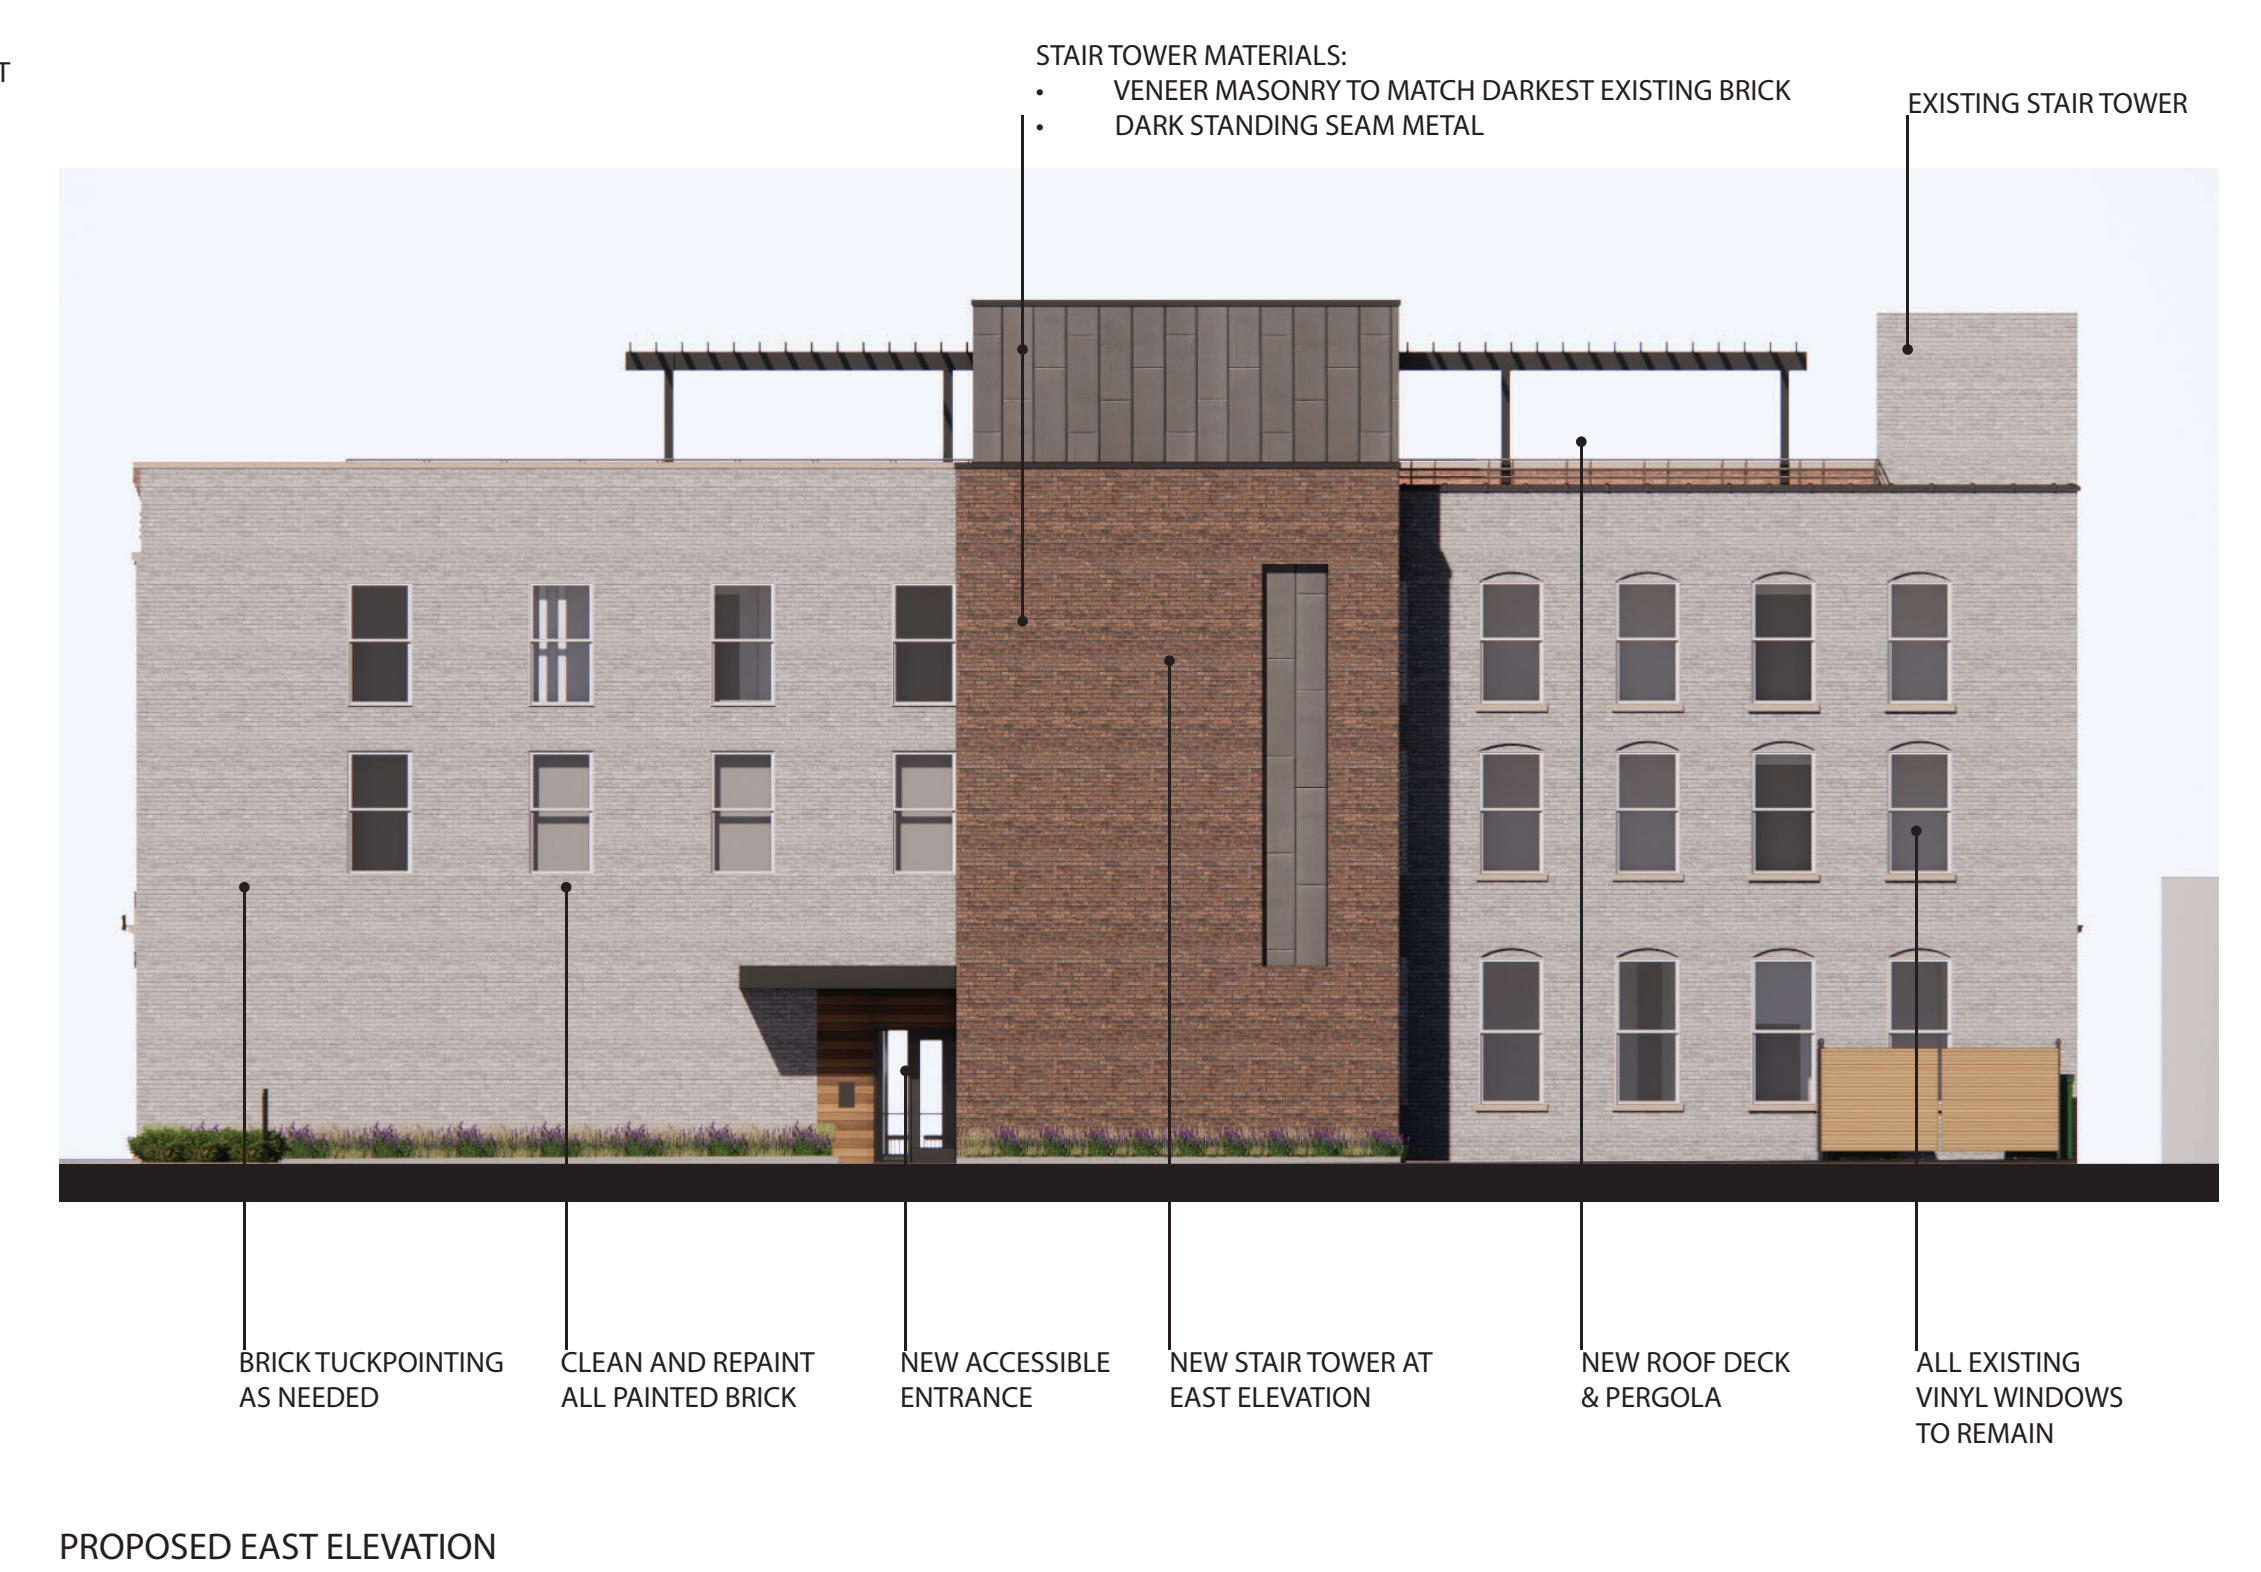 T
STAIR TOWER MATERIALS:
• VENEER MASONRY TO MATCH DARKEST EXISTING BRICK
• DARK STANDING SEAM METAL
EXISTING STAIR TOWER
BRICK TUCKPOINTING
AS NEEDED
CLEAN AND REPAINT
ALL PAINTED BRICK
NEW ACCESSIBLE
ENTRANCE
NEW STAIR TOWER AT
EAST ELEVATION
NEW ROOF DECK
& PERGOLA
ALL EXISTING
VINYL WINDOWS
TO REMAIN
PROPOSED EAST ELEVATION